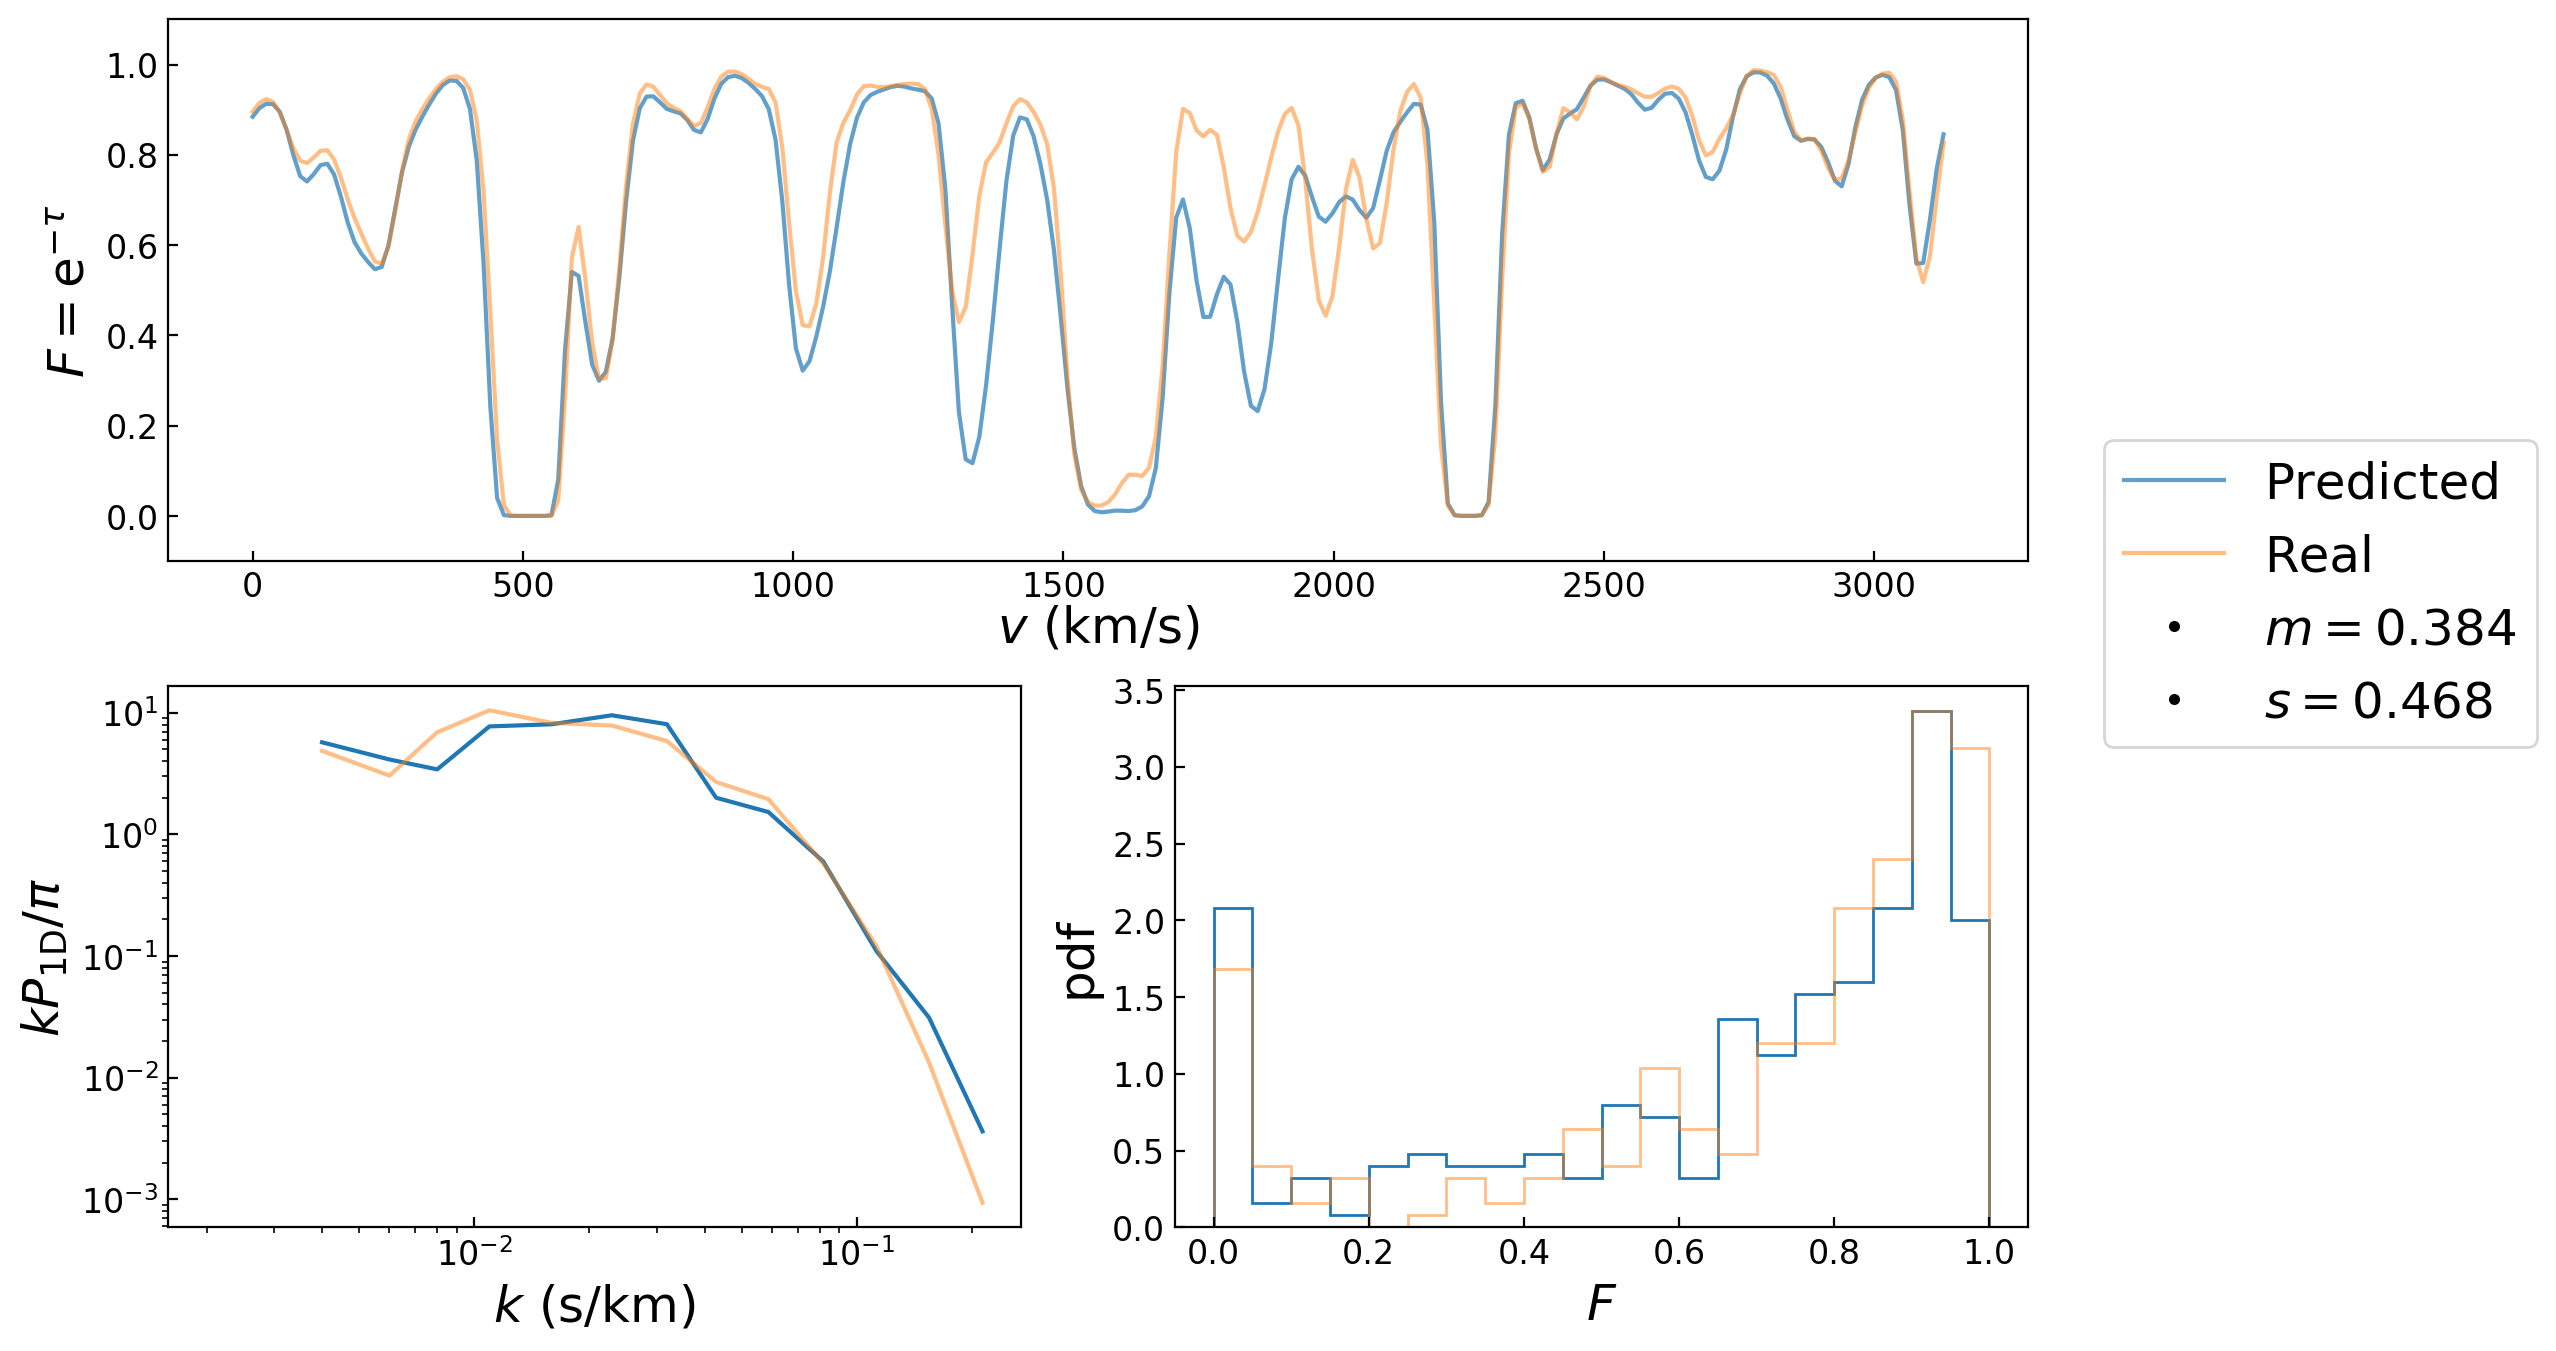 F = e^{-τ}
1.0
0.8
0.6
0.4
0.2
0.0
0 500 1000 1500 2000 2500 3000
v (km/s)
Predicted
Real
m = 0.384
s = 0.468
kP_{1D}/π
10^1
10^0
10^{-1}
10^{-2}
10^{-3}
10^{-2} 10^{-1}
k (s/km)
pdf
3.5
3.0
2.5
2.0
1.5
1.0
0.5
0.0
0.0 0.2 0.4 0.6 0.8 1.0
F